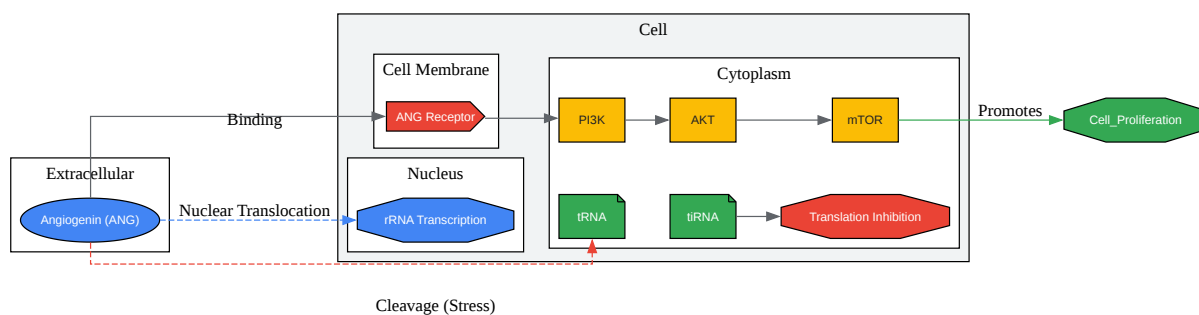 Cell
Cell Membrane
Cytoplasm
ANG Receptor
PI3K
AKT
mTOR
Promotes
Cell_Proliferation
Binding
Extracellular
Nucleus
Angiogenin (ANG)
Nuclear Translocation
rRNA Transcription
tRNA
tiRNA
Translation Inhibition
Cleavage (Stress)